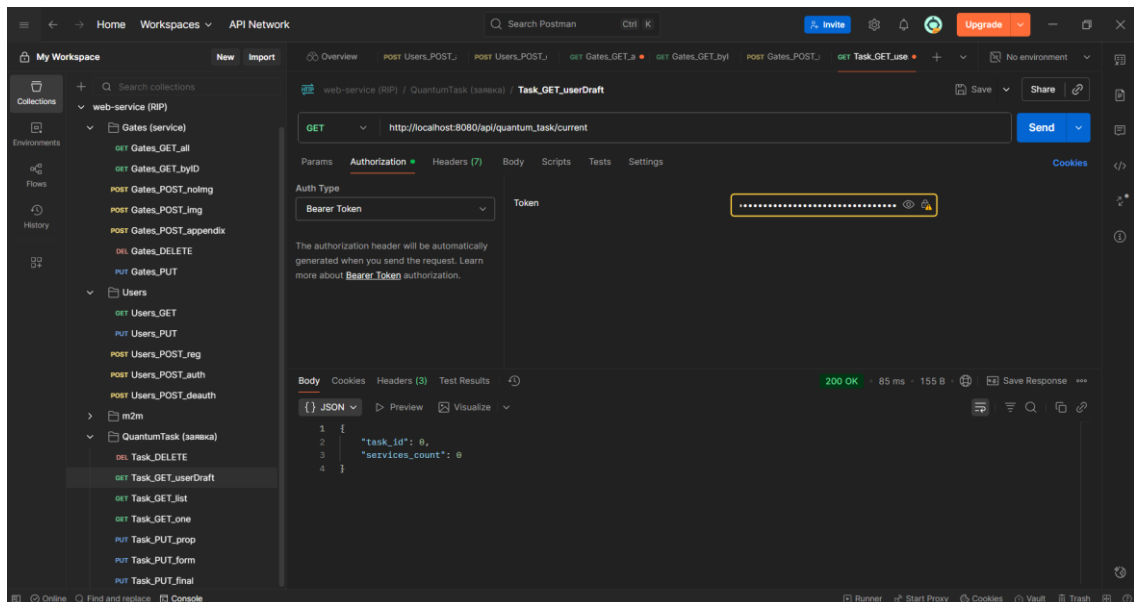 Home Workspaces API Network Search Postman Ctrl K Invite Upgrade
My Workspace New Import Overview POST Users_POST_ POST Users_POST_ GET Gates_GET_a GET Gates_GET_byI POST Gates_POST_ GET Task_GET_use + No environment
Collections
Environments
Flows
History
Search collections
web-service (RIP)
Gates (service)
GET Gates_GET_all
GET Gates_GET_byID
POST Gates_POST_noImg
POST Gates_POST_img
POST Gates_POST_appendix
DEL Gates_DELETE
PUT Gates_PUT
Users
GET Users_GET
PUT Users_PUT
POST Users_POST_reg
POST Users_POST_auth
POST Users_POST_deauth
m2m
QuantumTask (заявка)
DEL Task_DELETE
GET Task_GET_userDraft
GET Task_GET_list
GET Task_GET_one
PUT Task_PUT_prop
PUT Task_PUT_form
PUT Task_PUT_final
HTTP web-service (RIP) / QuantumTask (заявка) / Task_GET_userDraft Save Share
GET http://localhost:8080/api/quantum_task/current Send
Params Authorization Headers (7) Body Scripts Tests Settings Cookies
Auth Type
Bearer Token
Token
The authorization header will be automatically
generated when you send the request. Learn
more about Bearer Token authorization.
Body Cookies Headers (3) Test Results 200 OK 85 ms 155 B Save Response
{} JSON Preview Visualize
1 {
2 "task_id": 0,
3 "services_count": 0
4 }
Online Find and replace Console Runner Start Proxy Cookies Vault Trash